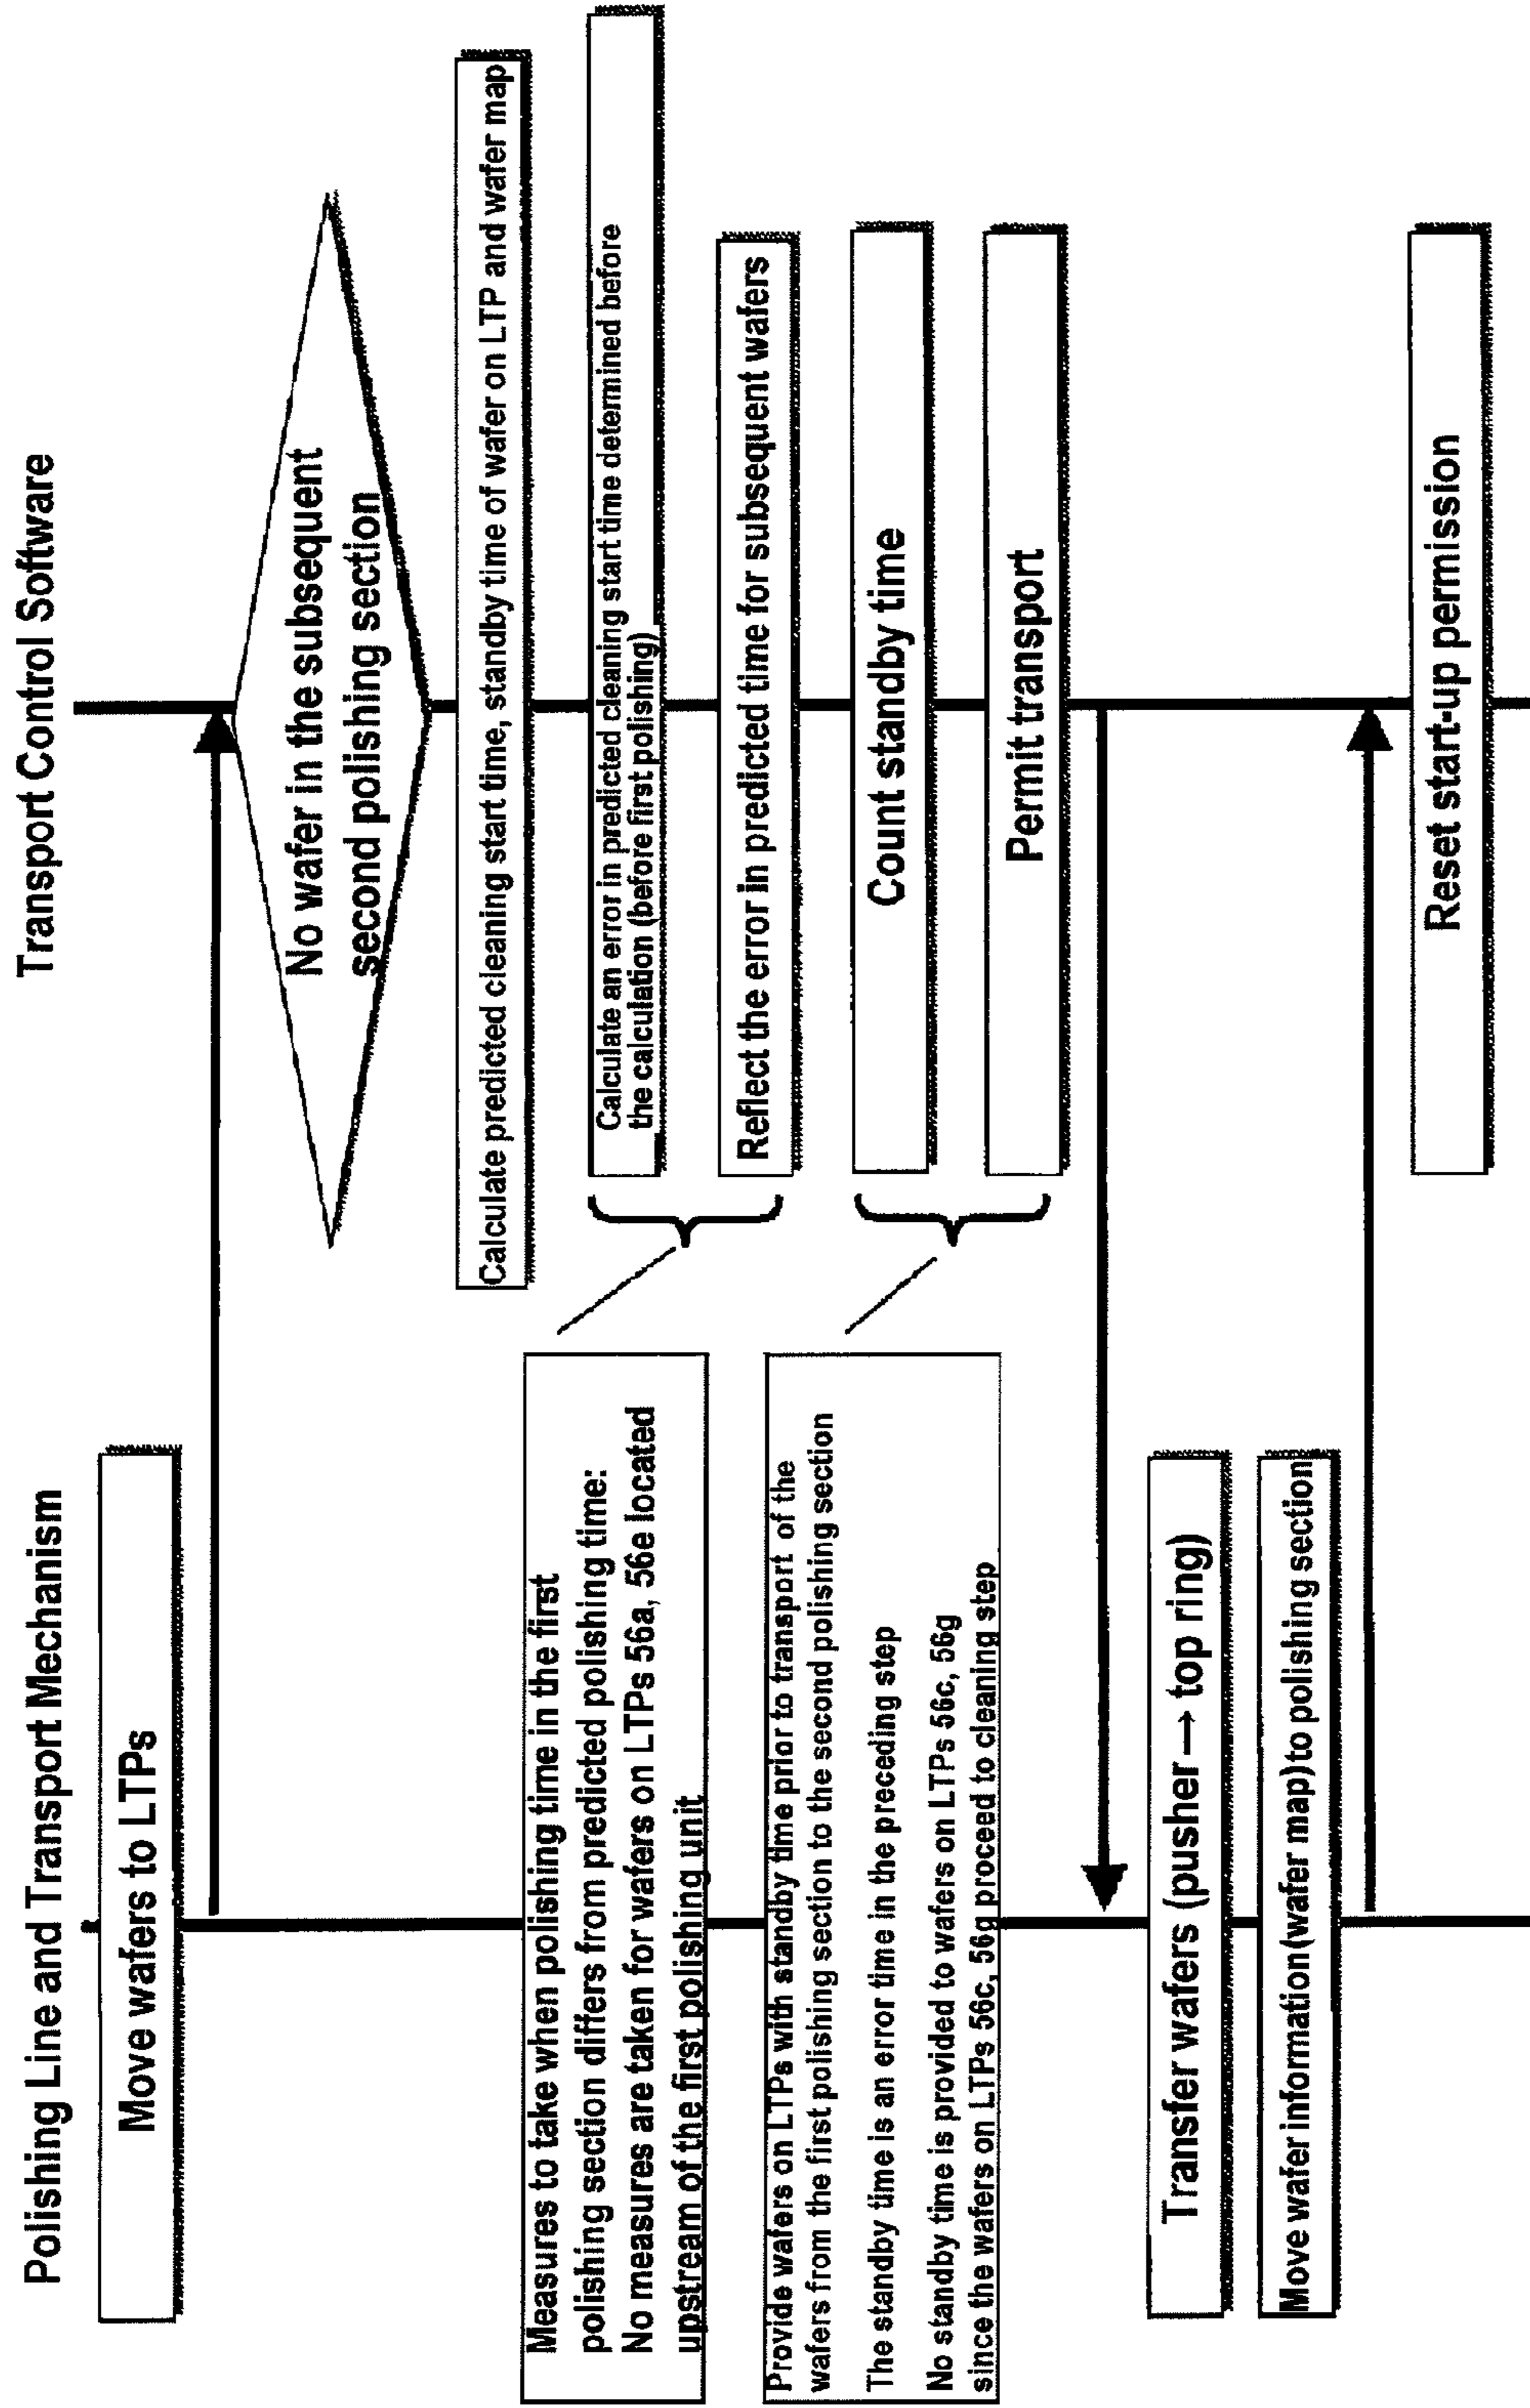 Polishing Line and Transport Mechanism
Move wafers to LTPs
Measures to take when polishing time in the first
polishing section differs from predicted polishing time:
No measures are taken for wafers on LTPs 56a, 56e located
upstream of the first polishing unit
Provide wafers on LTPs with standby time prior to transport of the
wafers from the first polishing section to the second polishing section
The standby time is an error time in the preceding step
No standby time is provided to wafers on LTPs 56c, 56g
since the wafers on LTPs 56c, 56g proceed to cleaning step
Transfer wafers (pusher → top ring)
Move wafer information(wafer map)to polishing section
Transport Control Software
No wafer in the subsequent
second polishing section
Calculate predicted cleaning start time, standby time of wafer on LTP and wafer map
Calculate an error in predicted cleaning start time determined before
the calculation (before first polishing)
Reflect the error in predicted time for subsequent wafers
Count standby time
Permit transport
Reset start-up permission